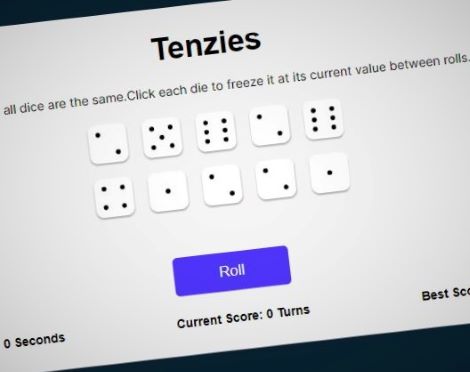 Tenzies
all dice are the same.Click each die to freeze it at its current value between rolls.
Roll
0 Seconds
Current Score: 0 Turns
Best